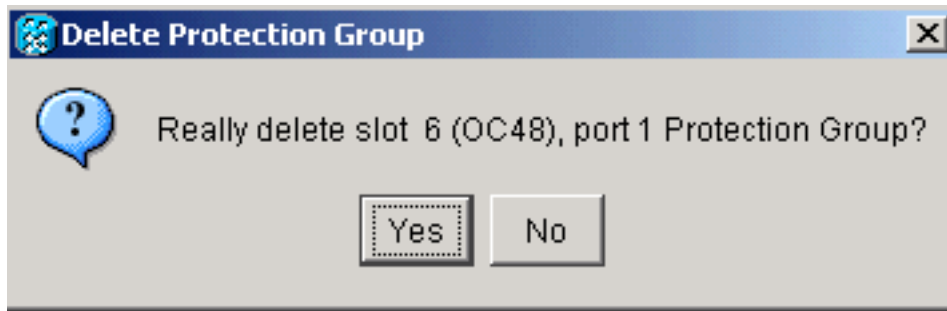 Delete Protection Group
Really delete slot 6 (OC48), port 1 Protection Group?
Yes
No